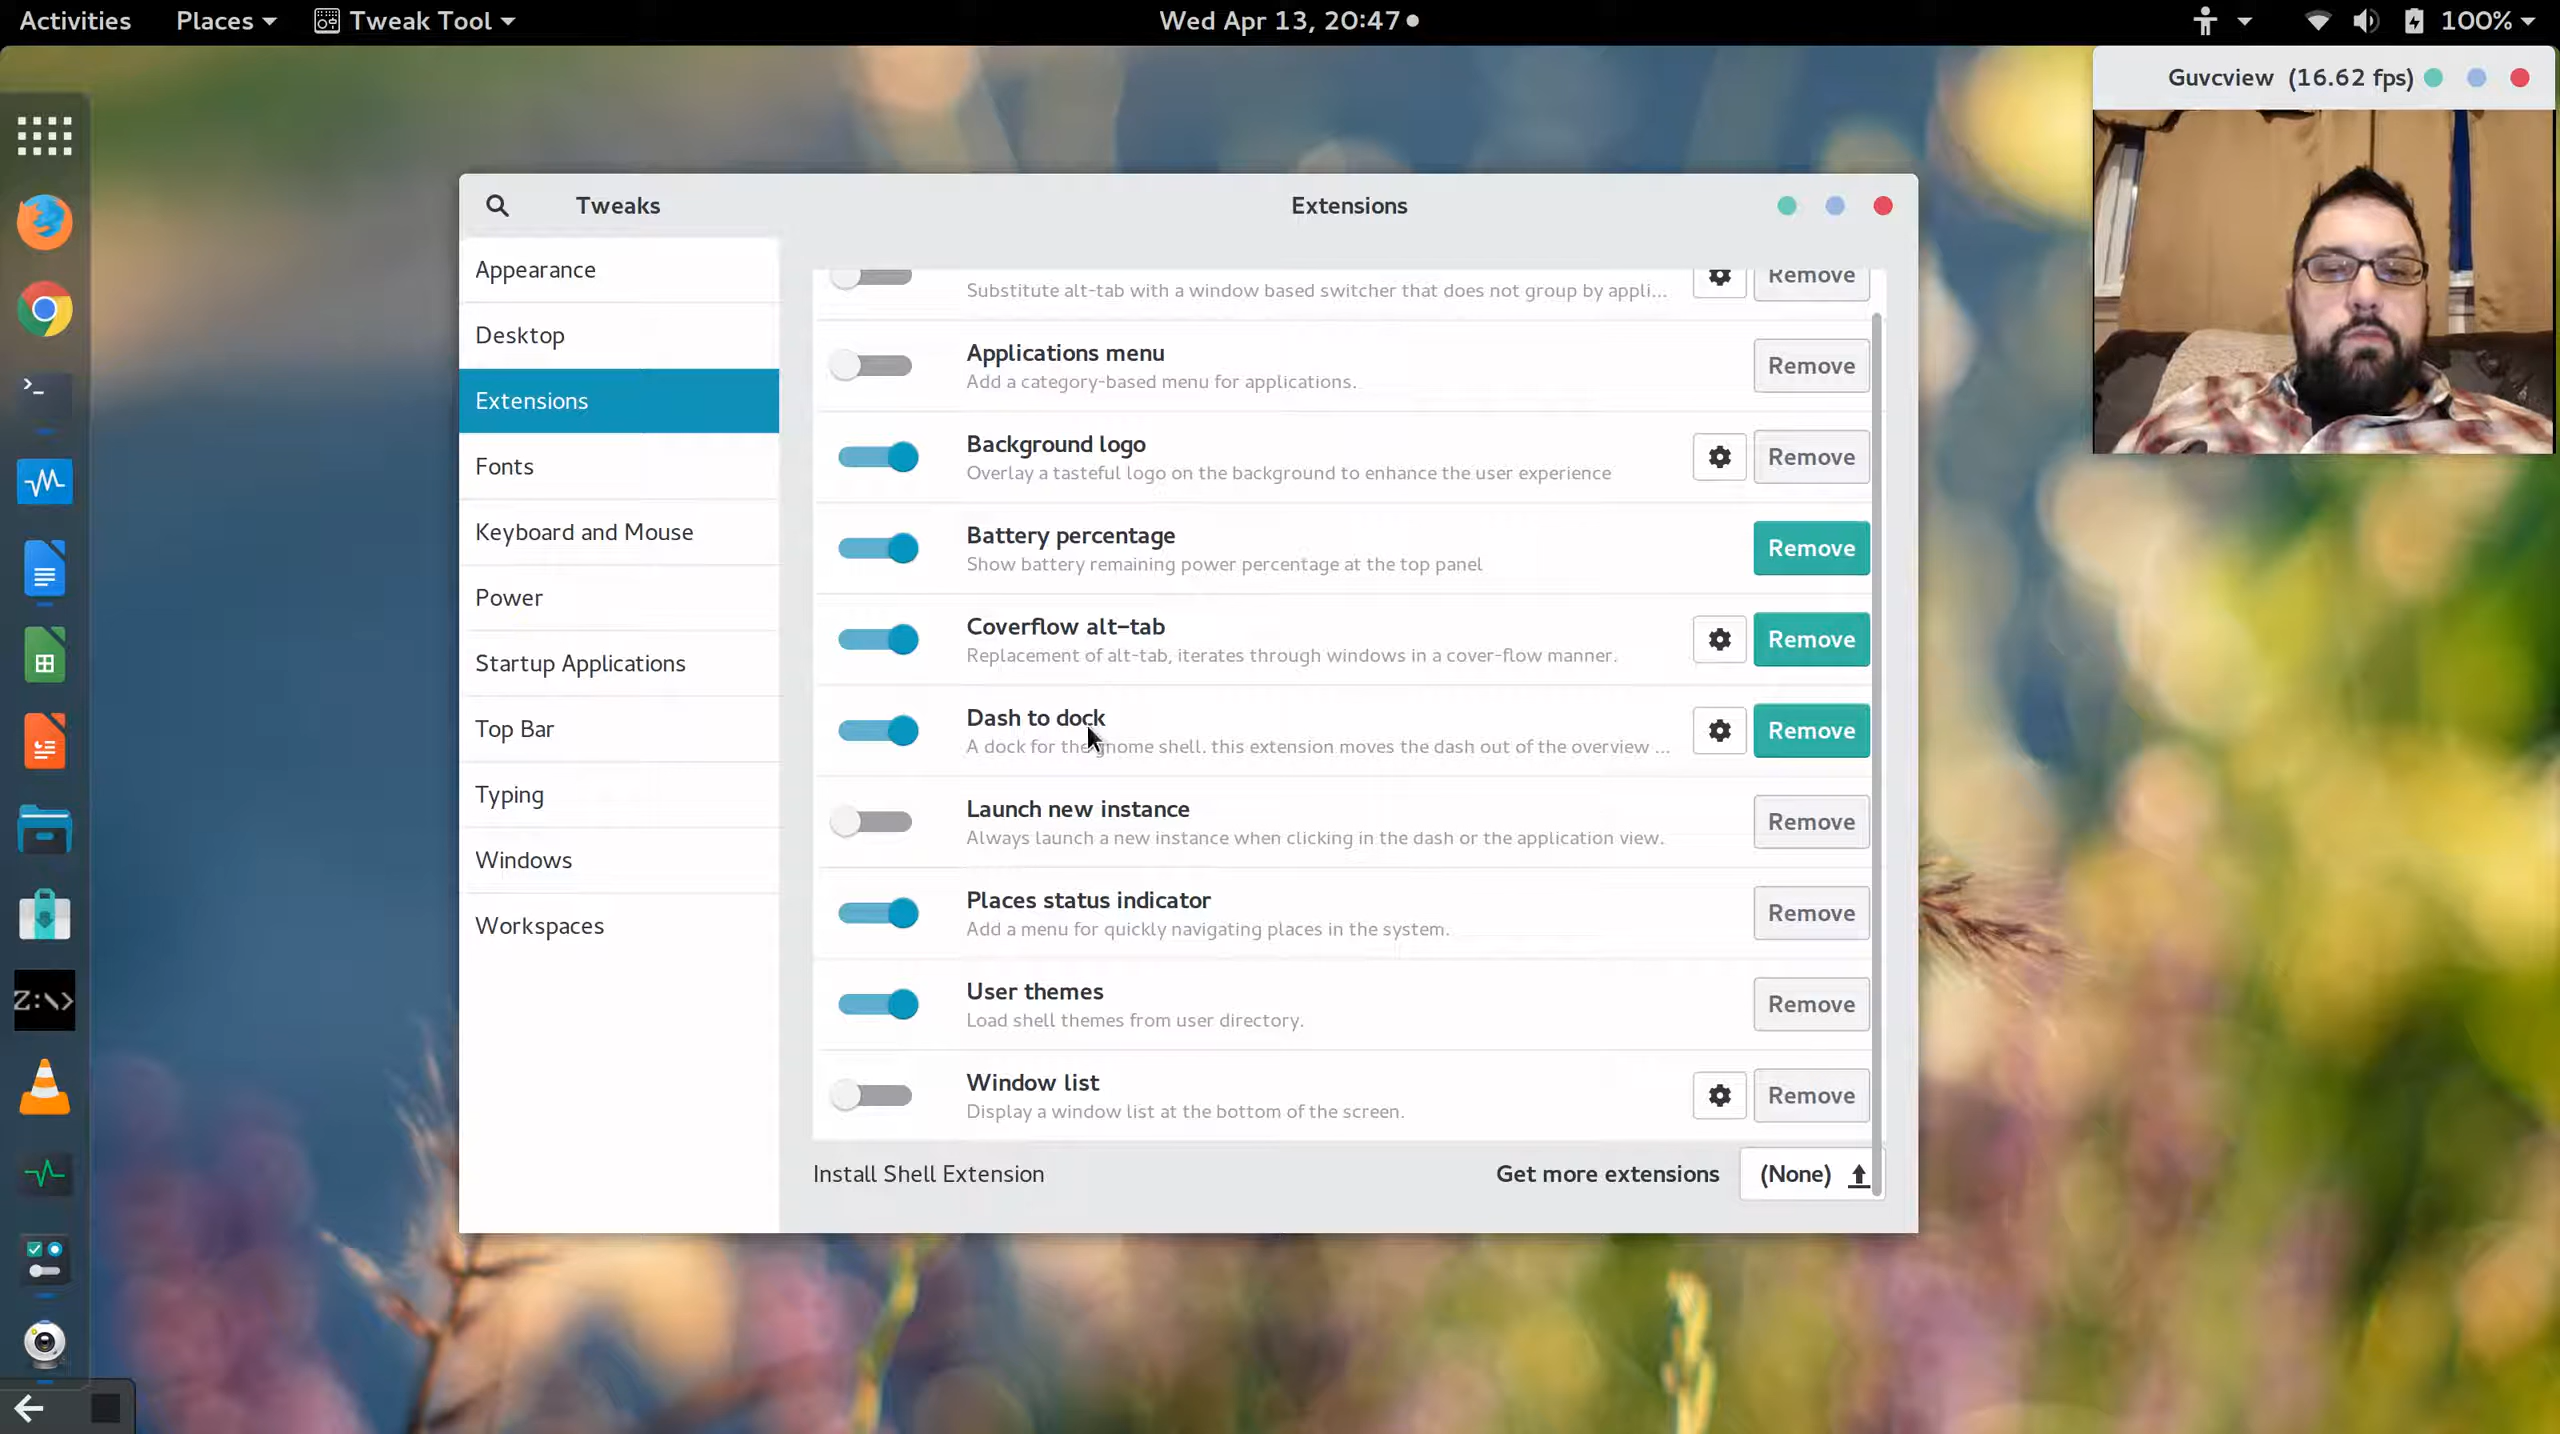 Activities Places Tweak Tool Wed Apr 13, 20:47 100%
Guvcview (16.62 fps)
Tweaks Extensions
Appearance
Desktop
Extensions
Fonts
Keyboard and Mouse
Power
Startup Applications
Top Bar
Typing
Windows
Workspaces
Remove
Substitute alt-tab with a window based switcher that does not group by appli...
Applications menu
Add a category-based menu for applications.
Remove
Background logo
Overlay a tasteful logo on the background to enhance the user experience
Remove
Battery percentage
Show battery remaining power percentage at the top panel
Remove
Coverflow alt-tab
Replacement of alt-tab, iterates through windows in a cover-flow manner.
Remove
Dash to dock
A dock for the gnome shell. this extension moves the dash out of the overview ...
Remove
Launch new instance
Always launch a new instance when clicking in the dash or the application view.
Remove
Places status indicator
Add a menu for quickly navigating places in the system.
Remove
User themes
Load shell themes from user directory.
Remove
Window list
Display a window list at the bottom of the screen.
Remove
Install Shell Extension Get more extensions (None)
>_
Z:\>